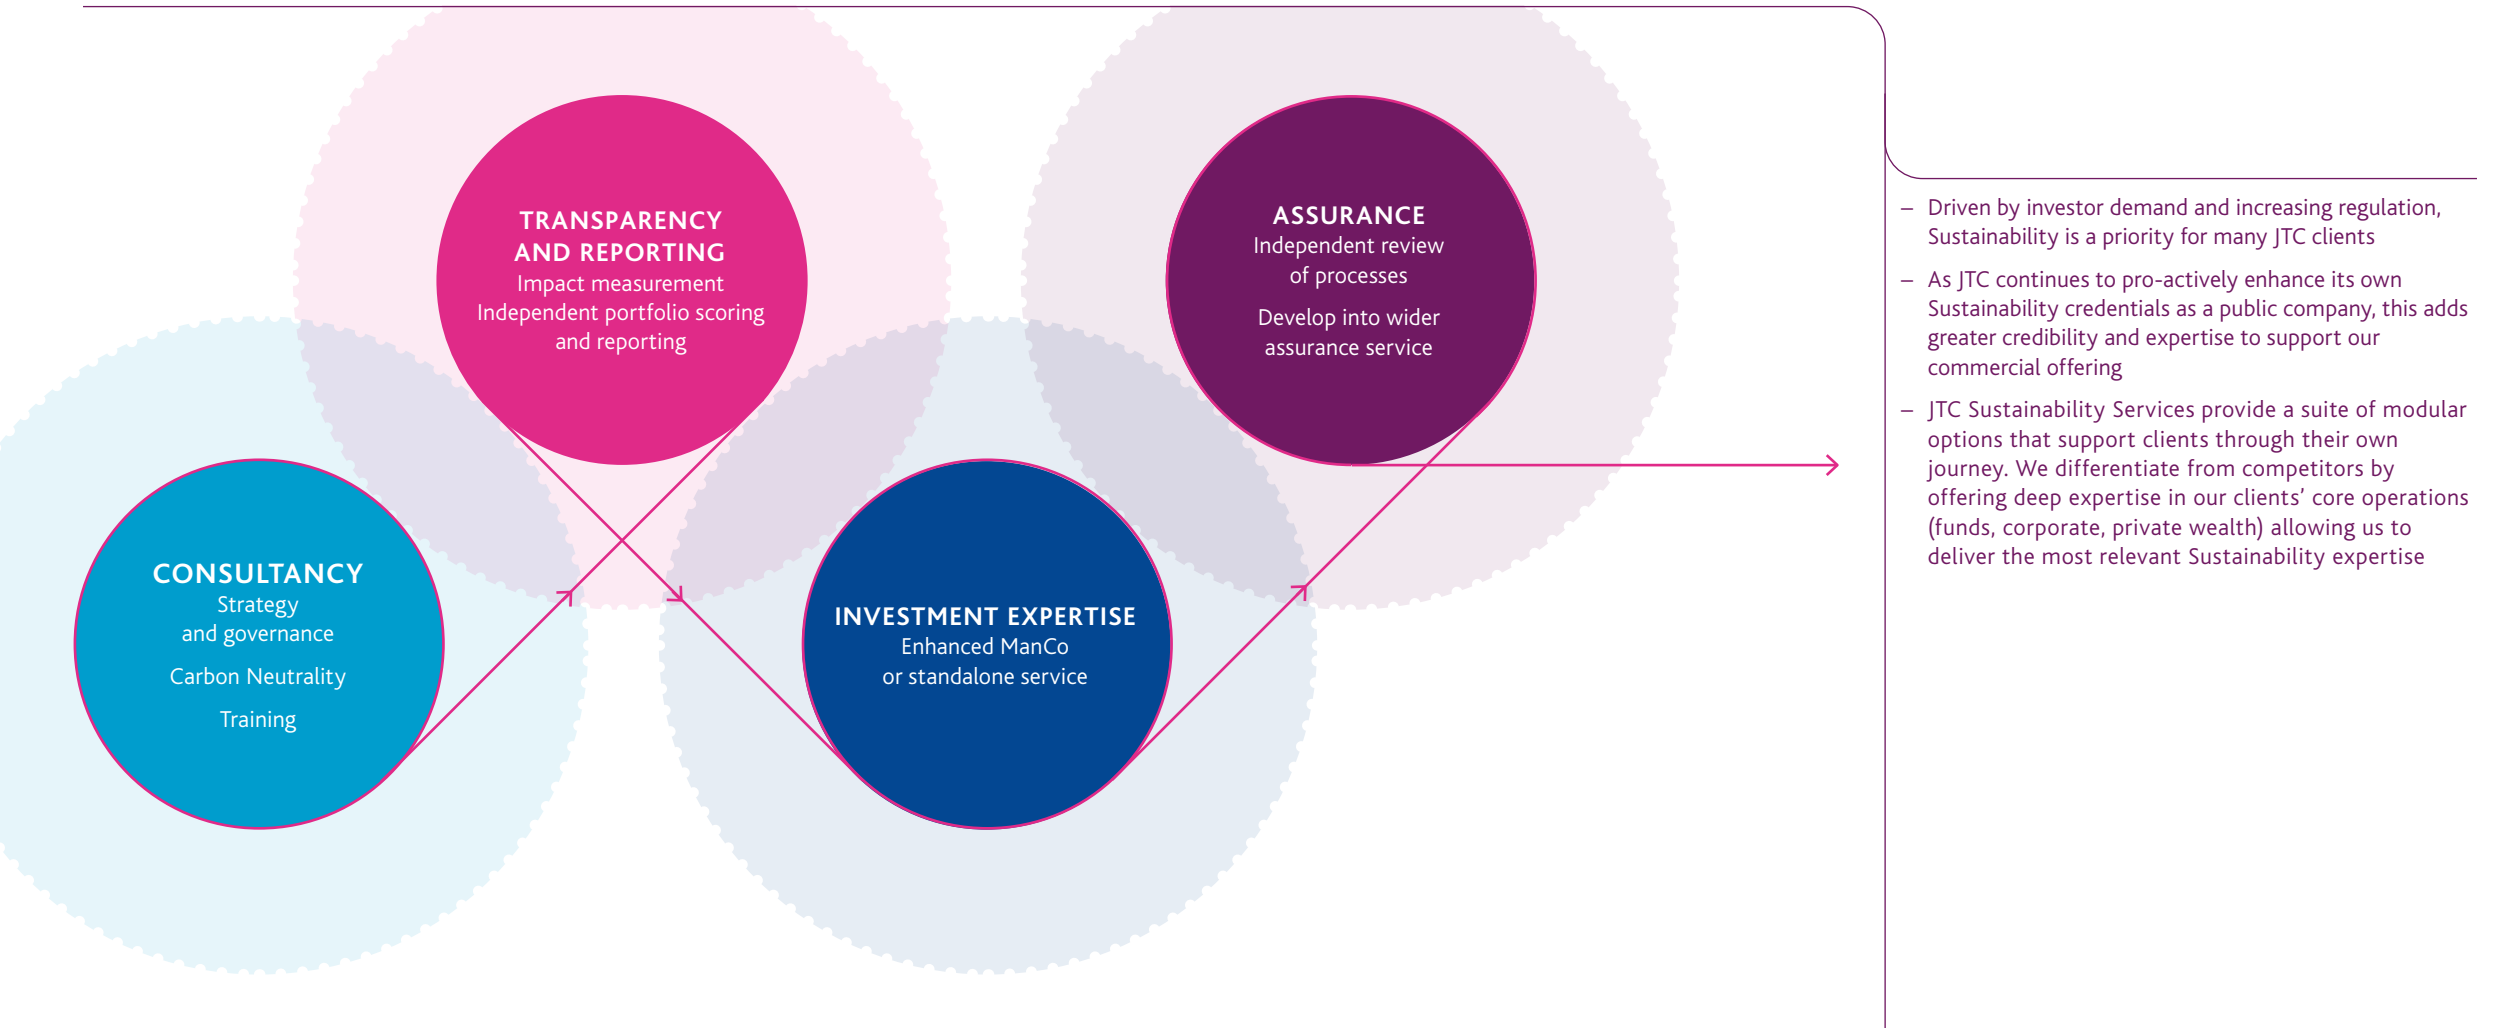 TRANSPARENCY
AND REPORTING
Impact measurement
Independent portfolio scoring
and reporting
ASSURANCE
Independent review
of processes
Develop into wider
assurance service
CONSULTANCY
Strategy
and governance
Carbon Neutrality
Training
INVESTMENT EXPERTISE
Enhanced ManCo
or standalone service
– Driven by investor demand and increasing regulation,
Sustainability is a priority for many JTC clients
– As JTC continues to pro-actively enhance its own
Sustainability credentials as a public company, this adds
greater credibility and expertise to support our
commercial offering
– JTC Sustainability Services provide a suite of modular
options that support clients through their own
journey. We differentiate from competitors by
offering deep expertise in our clients’ core operations
(funds, corporate, private wealth) allowing us to
deliver the most relevant Sustainability expertise